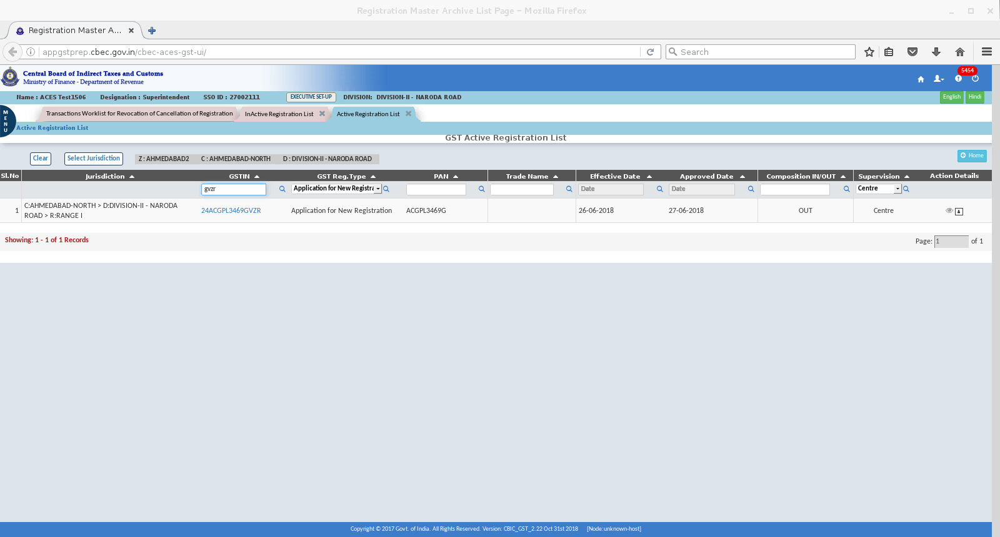 Registration Master Archive List Page – Mozilla Firefox
Registration Master A...
appgstprep.cbec.gov.in/cbec-aces-gst-ui/
Search
Central Board of Indirect Taxes and Customs
Ministry of Finance - Department of Revenue
5454
Name : ACES Test1506 Designation : Superintendent SSO ID : 27002111 EXECUTIVE SET-UP DIVISION: DIVISION-II - NARODA ROAD English Hindi
MENU
Transactions Worklist for Revocation of Cancellation of Registration InActive Registration List Active Registration List
Active Registration List
GST Active Registration List
Clear Select Jurisdiction Z : AHMEDABAD2 C : AHMEDABAD-NORTH D : DIVISION-II - NARODA ROAD Home
Sl.No Jurisdiction GSTIN GST Reg.Type PAN Trade Name Effective Date Approved Date Composition IN/OUT Supervision Action Details
gvzr Application for New Registra Date Date Centre
1 C:AHMEDABAD-NORTH > D:DIVISION-II - NARODA ROAD > R:RANGE I 24ACGPL3469GVZR Application for New Registration ACGPL3469G 26-06-2018 27-06-2018 OUT Centre
Showing: 1 - 1 of 1 Records Page: 1 of 1
Copyright © 2017 Govt. of India. All Rights Reserved. Version: CBIC_GST_2.22 Oct 31st 2018 [Node:unknown-host]